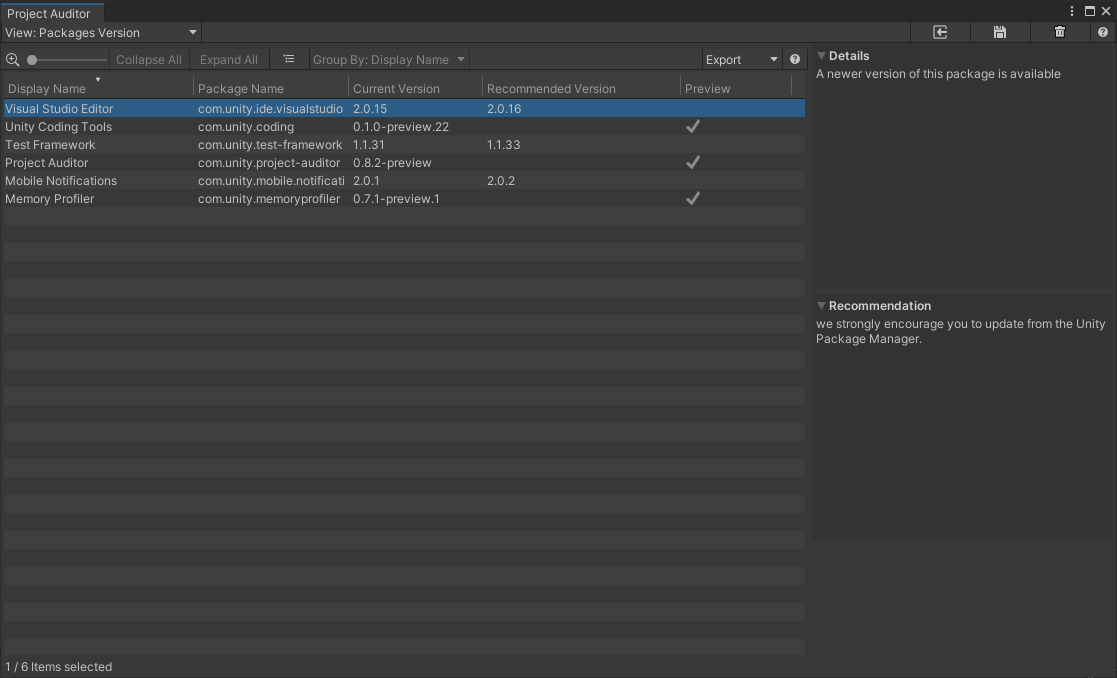 Project Auditor
View: Packages Version
Collapse All Expand All Group By: Display Name Export
Display Name Package Name Current Version Recommended Version Preview
Visual Studio Editor com.unity.ide.visualstudio 2.0.15 2.0.16
Unity Coding Tools com.unity.coding 0.1.0-preview.22
Test Framework com.unity.test-framework 1.1.31 1.1.33
Project Auditor com.unity.project-auditor 0.8.2-preview
Mobile Notifications com.unity.mobile.notificati 2.0.1 2.0.2
Memory Profiler com.unity.memoryprofiler 0.7.1-preview.1
1 / 6 Items selected
Details
A newer version of this package is available
Recommendation
we strongly encourage you to update from the Unity
Package Manager.